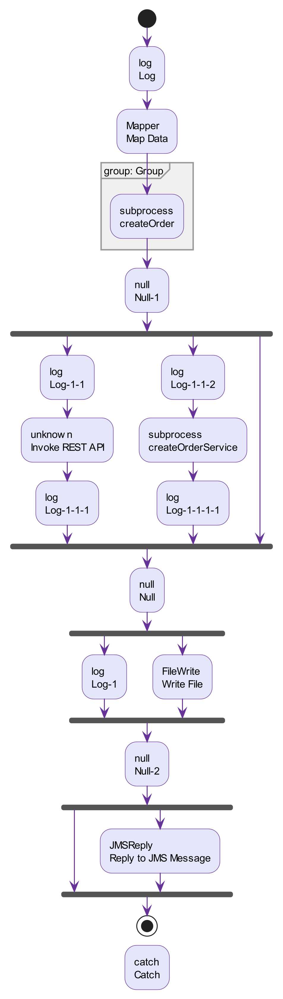 log
Log
Mapper
Map Data
group: Group
subprocess
createOrder
null
Null-1
log
Log-1-1
log
Log-1-1-2
unknown
Invoke REST API
subprocess
createOrderService
log
Log-1-1-1
log
Log-1-1-1-1
null
Null
log
Log-1
FileWrite
Write File
null
Null-2
JMSReply
Reply to JMS Message
catch
Catch